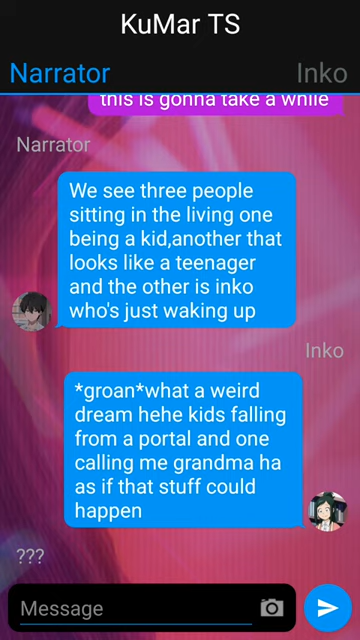 KuMar TS
Narrator
Inko
this is gonna take a while
Narrator
We see three people
sitting in the living one
being a kid,another that
looks like a teenager
and the other is inko
who's just waking up
Inko
*groan*what a weird
dream hehe kids falling
from a portal and one
calling me grandma ha
as if that stuff could
happen
???
Message